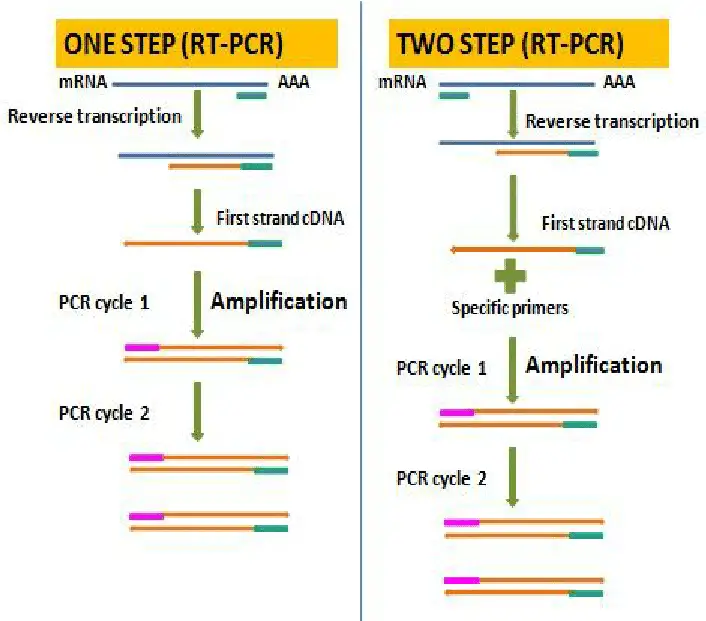 ONE STEP (RT-PCR)
mRNA AAA
Reverse transcription
First strand cDNA
PCR cycle 1 Amplification
PCR cycle 2
TWO STEP (RT-PCR)
mRNA AAA
Reverse transcription
First strand cDNA
Specific primers
PCR cycle 1 Amplification
PCR cycle 2